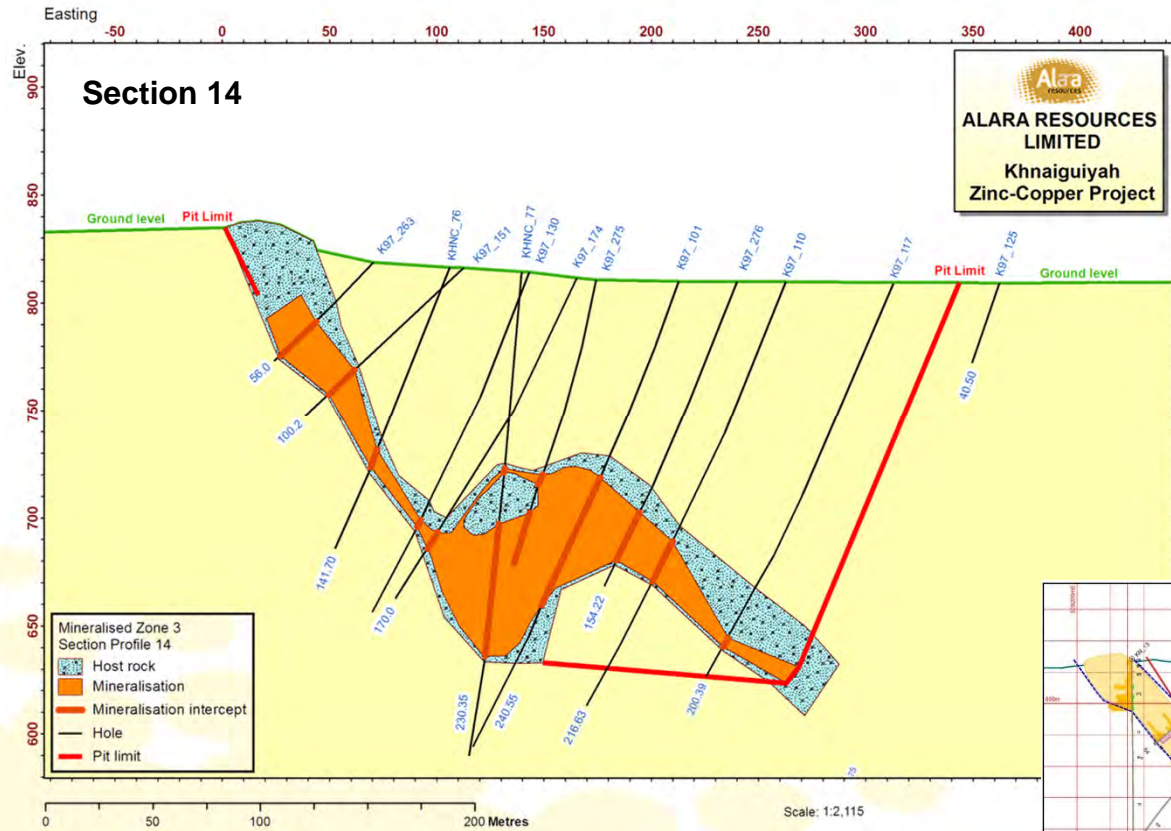 Easting
-50 0 50 100 150 200 250 300 350 400
Elev.
900
850
800
750
700
650
600
Section 14
Alara
resources
ALARA RESOURCES
LIMITED
Khnaiguiyah
Zinc-Copper Project
Ground level
Pit Limit
K97_263
KHNC_76
K97_151
KHNC_77
K97_130
K97_174
K97_275
K97_101
K97_276
K97_110
K97_117
Pit Limit
K97_125
Ground level
56.0
100.2
141.70
170.0
230.35
240.55
154.22
216.63
200.39
40.50
75
Mineralised Zone 3
Section Profile 14
Host rock
Mineralisation
Mineralisation intercept
Hole
Pit limit
0 50 100 200 Metres
Scale: 1:2,115